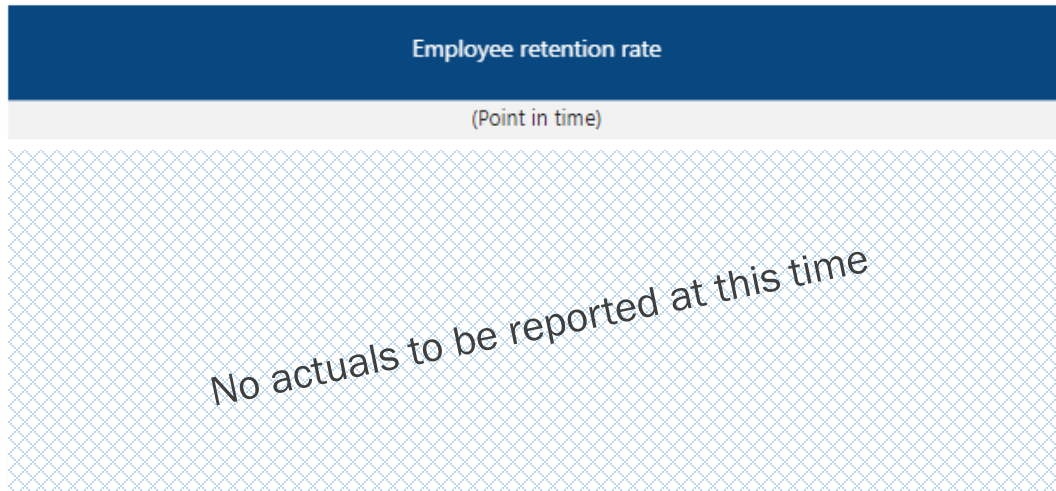 Employee retention rate
(Point in time)
No actuals to be reported at this time